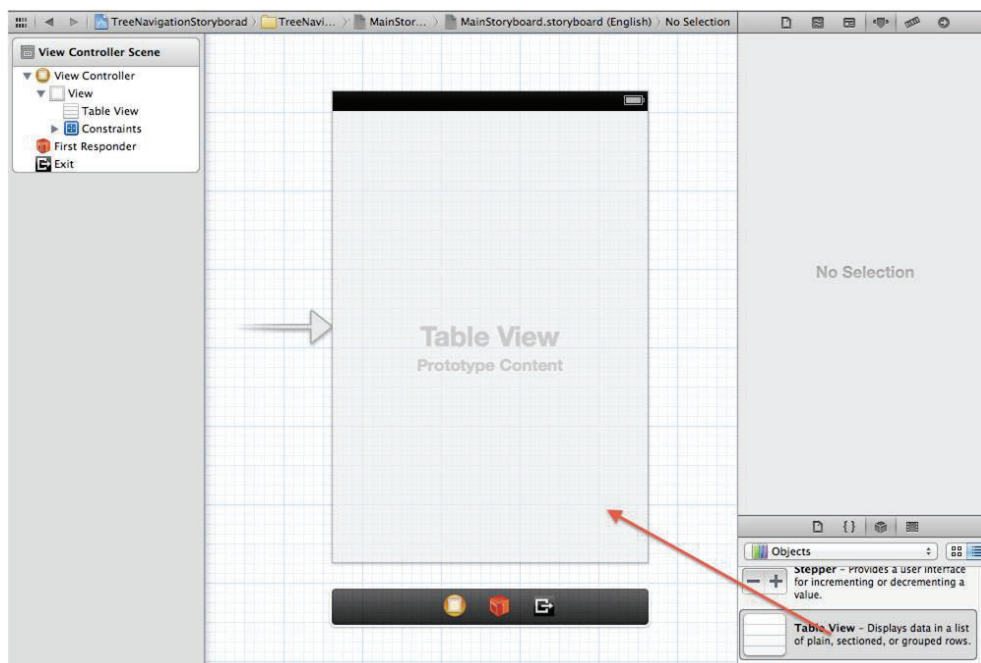 TreeNavigationStoryborad
TreeNavi...
MainStor...
MainStoryboard.storyboard (English)
No Selection
View Controller Scene
View Controller
View
Table View
Constraints
First Responder
Exit
Table View
Prototype Content
No Selection
Objects
Stepper – Provides a user interface
for incrementing or decrementing a
value.
Table View – Displays data in a list
of plain, sectioned, or grouped rows.